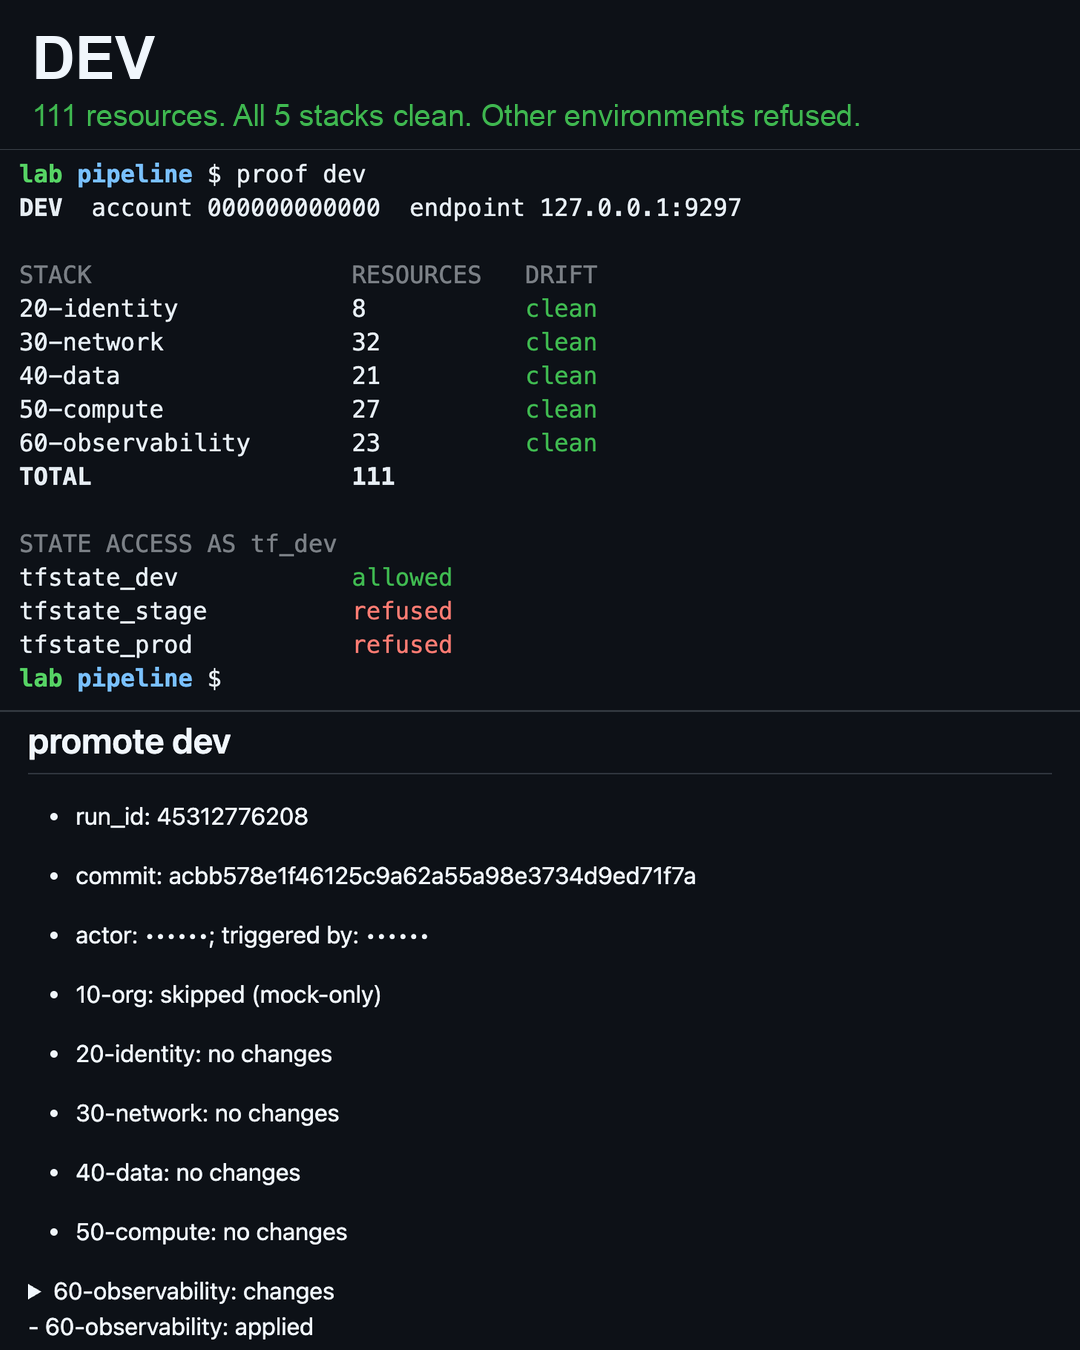 DEV
111 resources. All 5 stacks clean. Other environments refused.
lab pipeline $ proof dev
DEV account 000000000000 endpoint 127.0.0.1:9297
STACK RESOURCES DRIFT
20-identity 8 clean
30-network 32 clean
40-data 21 clean
50-compute 27 clean
60-observability 23 clean
TOTAL 111
STATE ACCESS AS tf_dev
tfstate_dev allowed
tfstate_stage refused
tfstate_prod refused
lab pipeline $
promote dev
• run_id: 45312776208
• commit: acbb578e1f46125c9a62a55a98e3734d9ed71f7a
• actor: ••••••; triggered by: ••••••
• 10-org: skipped (mock-only)
• 20-identity: no changes
• 30-network: no changes
• 40-data: no changes
• 50-compute: no changes
▶ 60-observability: changes
- 60-observability: applied